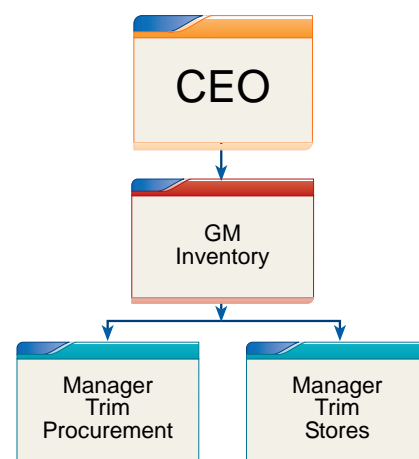 CEO
GM
Inventory
Manager
Trim
Procurement
Manager
Trim
Stores